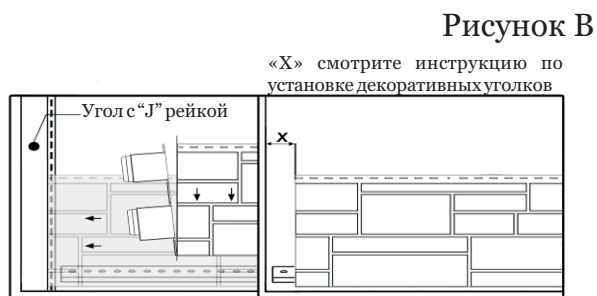 Рисунок В
«Х» смотрите инструкцию по
установке декоративных уголков
Угол с “J” рейкой
X